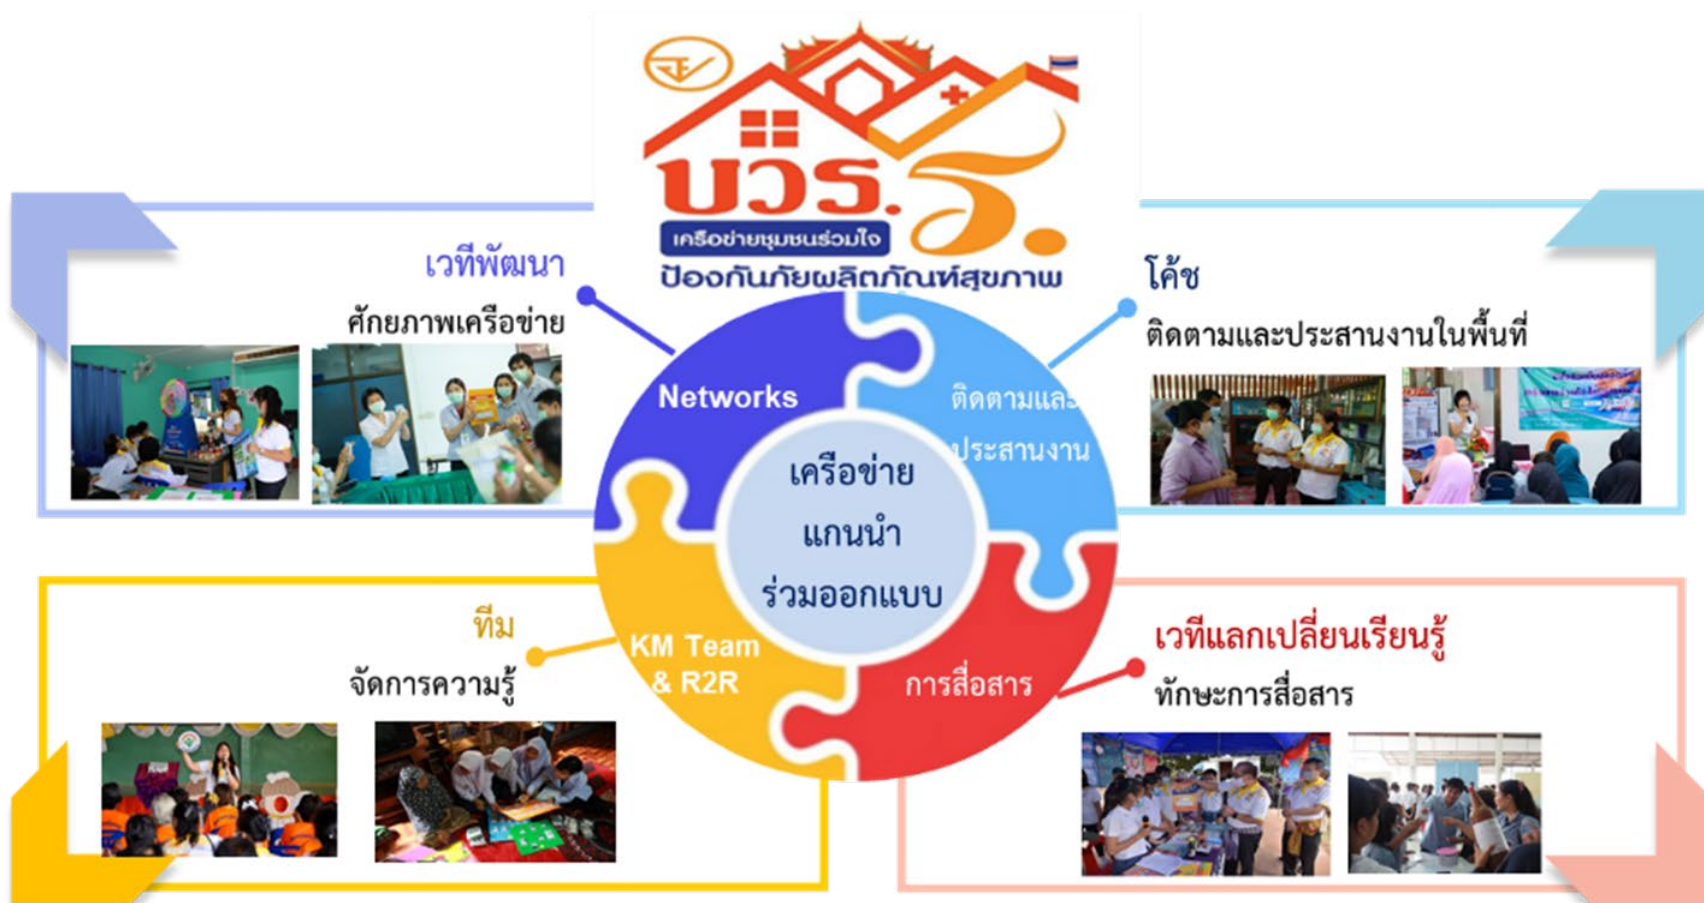 บวร.ร.
เครือข่ายชุมชนร่วมใจ
ป้องกันภัยผลิตภัณฑ์สุขภาพ
เวทีพัฒนา
ศักยภาพเครือข่าย
โค้ช
ติดตามและประสานงานในพื้นที่
Networks
ติดตามและ
ประสานงาน
เครือข่าย
แกนนำ
ร่วมออกแบบ
ทีม
จัดการความรู้
KM Team
& R2R
การสื่อสาร
เวทีแลกเปลี่ยนเรียนรู้
ทักษะการสื่อสาร